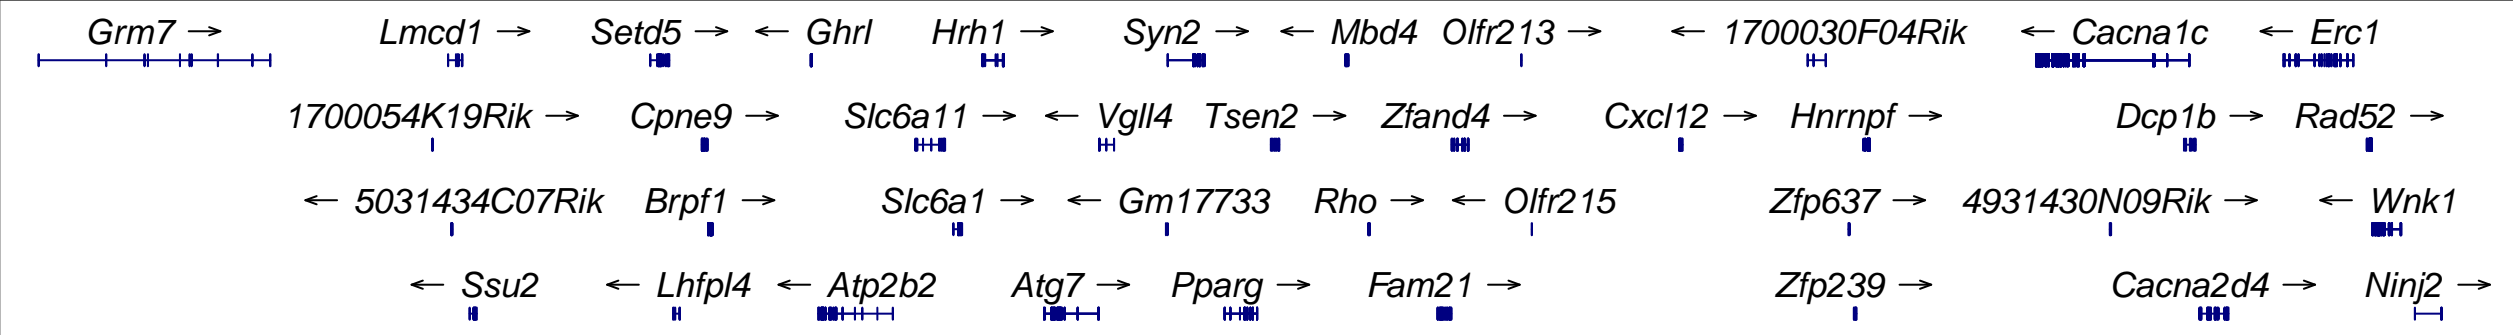 Grm7 → Lmcd1 → Setd5 → ← Ghrl Hrh1 → Syn2 → ← Mbd4 Olfr213 → ← 1700030F04Rik ← Cacna1c ← Erc1
1700054K19Rik → Cpne9 → Slc6a11 → ← Vgll4 Tsen2 → Zfand4 → Cxcl12 → Hnrnpf → Dcp1b → Rad52 →
← 5031434C07Rik Brpf1 → Slc6a1 → ← Gm17733 Rho → ← Olfr215 Zfp637 → 4931430N09Rik → ← Wnk1
← Ssu2 ← Lhfpl4 ← Atp2b2 Atg7 → Pparg → Fam21 → Zfp239 → Cacna2d4 → Ninj2 →